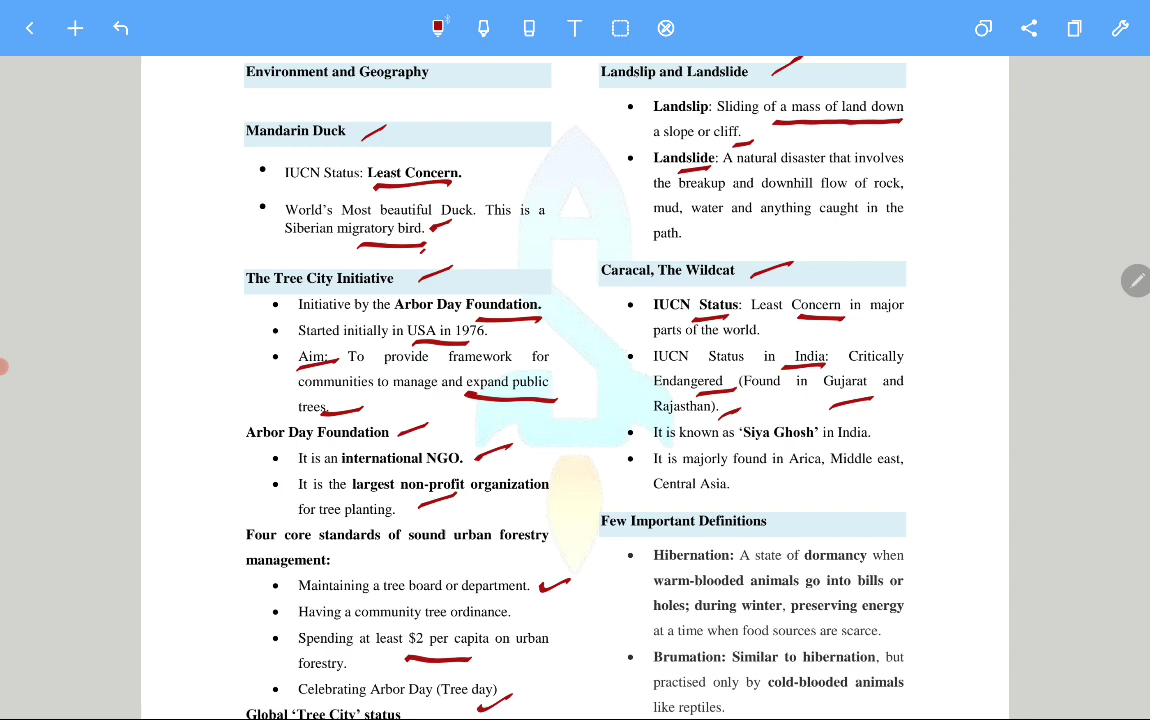 Environment and Geography
Mandarin Duck
• IUCN Status: Least Concern.
• World's Most beautiful Duck. This is a
Siberian migratory bird.
The Tree City Initiative
• Initiative by the Arbor Day Foundation.
• Started initially in USA in 1976.
• Aim: To provide framework for
communities to manage and expand public
trees.
Arbor Day Foundation
• It is an international NGO.
• It is the largest non-profit organization
for tree planting.
Four core standards of sound urban forestry
management:
• Maintaining a tree board or department.
• Having a community tree ordinance.
• Spending at least $2 per capita on urban
forestry.
• Celebrating Arbor Day (Tree day)
Global ‘Tree City’ status
Landslip and Landslide
• Landslip: Sliding of a mass of land down
a slope or cliff.
• Landslide: A natural disaster that involves
the breakup and downhill flow of rock,
mud, water and anything caught in the
path.
Caracal, The Wildcat
• IUCN Status: Least Concern in major
parts of the world.
• IUCN Status in India: Critically
Endangered (Found in Gujarat and
Rajasthan).
• It is known as ‘Siya Ghosh’ in India.
• It is majorly found in Arica, Middle east,
Central Asia.
Few Important Definitions
• Hibernation: A state of dormancy when
warm-blooded animals go into bills or
holes; during winter, preserving energy
at a time when food sources are scarce.
• Brumation: Similar to hibernation, but
practised only by cold-blooded animals
like reptiles.